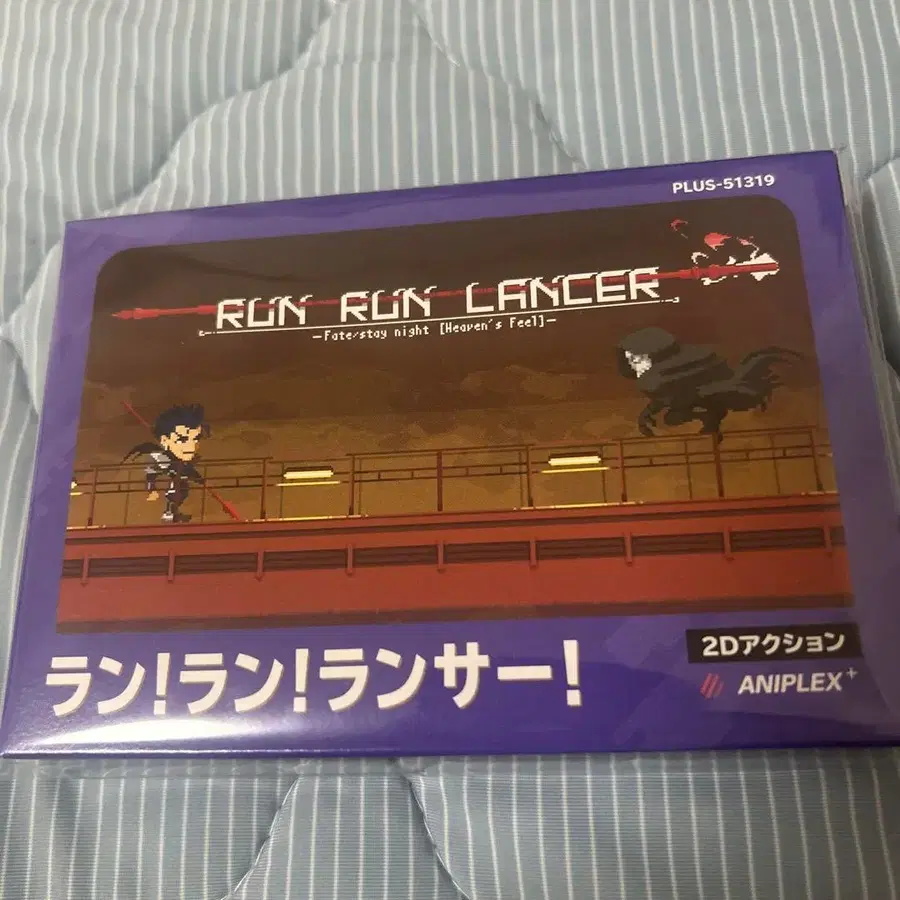 PLUS-51319
RUN RUN LANCER
—Fate/stay night [Heaven's Feel]—
ラン!ラン!ランサー!
2Dアクション
ANIPLEX+